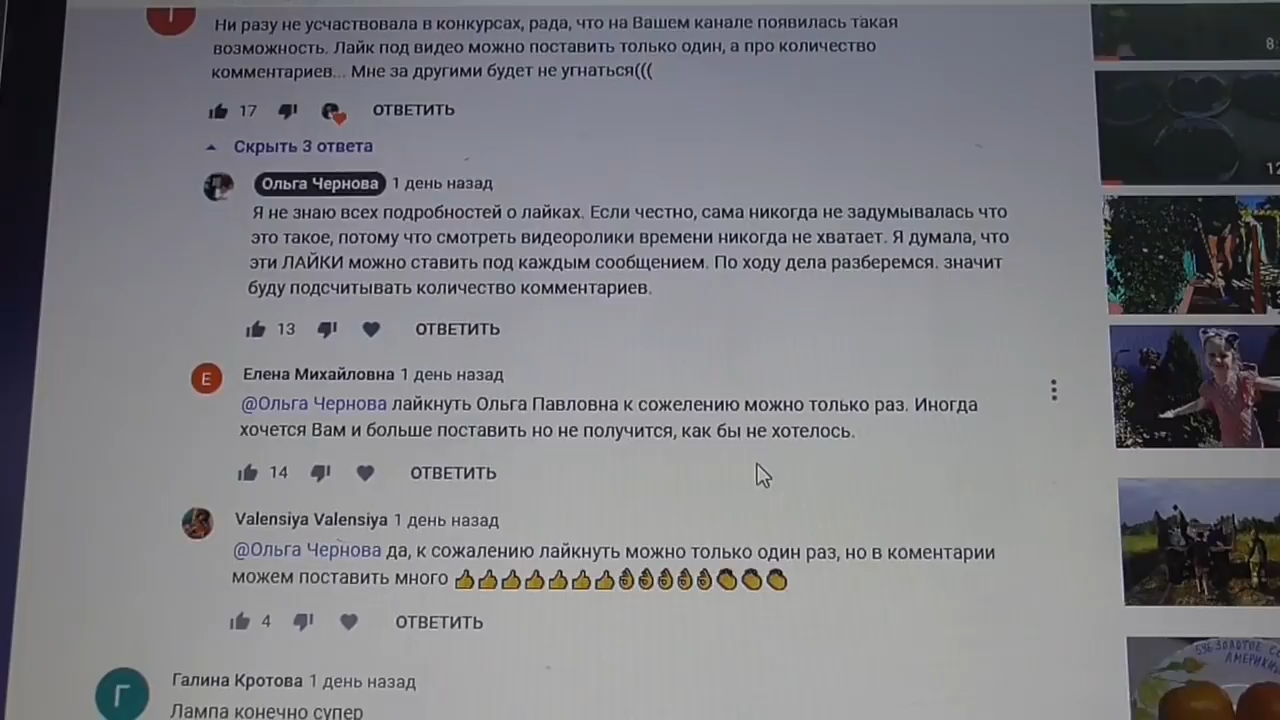 Ни разу не усчаствовала в конкурсах, рада, что на Вашем канале появилась такая
возможность. Лайк под видео можно поставить только один, а про количество
комментариев... Мне за другими будет не угнаться(((
17 ОТВЕТИТЬ
Скрыть 3 ответа
Ольга Чернова 1 день назад
Я не знаю всех подробностей о лайках. Если честно, сама никогда не задумывалась что
это такое, потому что смотреть видеоролики времени никогда не хватает. Я думала, что
эти ЛАЙКИ можно ставить под каждым сообщением. По ходу дела разберемся. значит
буду подсчитывать количество комментариев.
13 ОТВЕТИТЬ
Е
Елена Михайловна 1 день назад
@Ольга Чернова лайкнуть Ольга Павловна к сожелению можно только раз. Иногда
хочется Вам и больше поставить но не получится, как бы не хотелось.
14 ОТВЕТИТЬ
Valensiya Valensiya 1 день назад
@Ольга Чернова да, к сожалению лайкнуть можно только один раз, но в коментарии
можем поставить много 👍👍👍👍👍👍👍👌👌👌👌👏👏👏
4 ОТВЕТИТЬ
Г
Галина Кротова 1 день назад
Лампа конечно супер